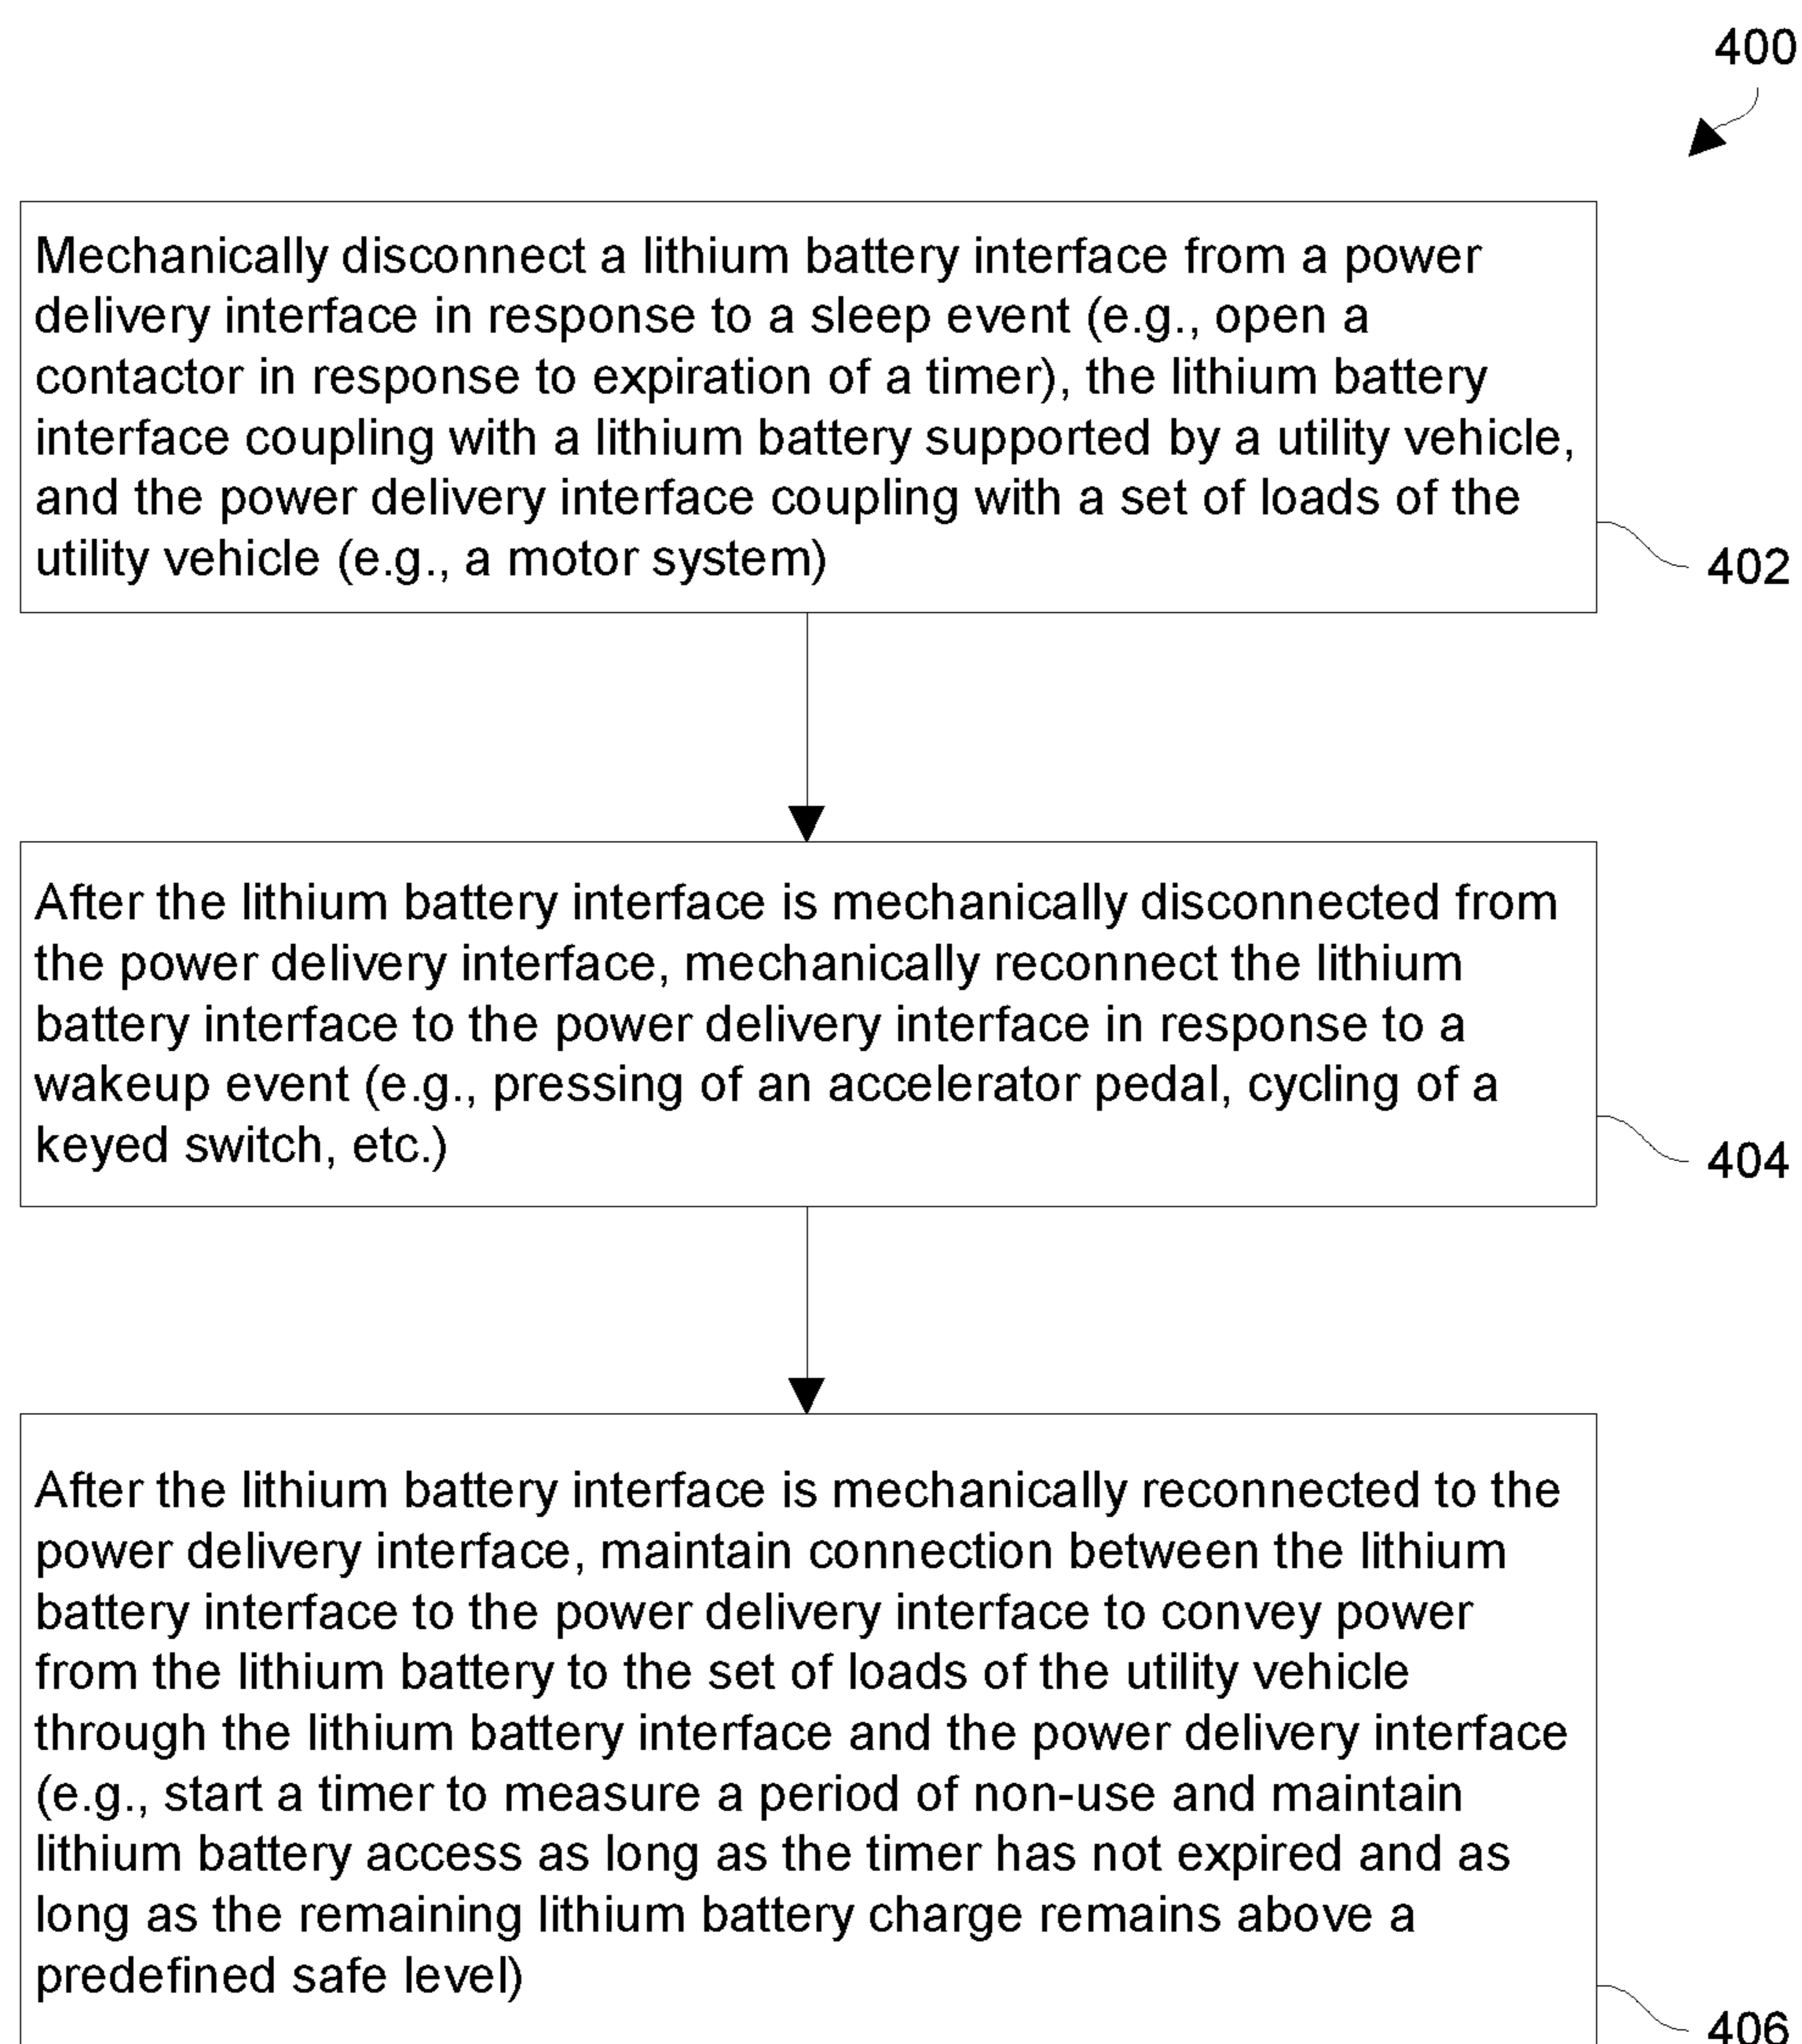 400
Mechanically disconnect a lithium battery interface from a power
delivery interface in response to a sleep event (e.g., open a
contactor in response to expiration of a timer), the lithium battery
interface coupling with a lithium battery supported by a utility vehicle,
and the power delivery interface coupling with a set of loads of the
utility vehicle (e.g., a motor system)
402
After the lithium battery interface is mechanically disconnected from
the power delivery interface, mechanically reconnect the lithium
battery interface to the power delivery interface in response to a
wakeup event (e.g., pressing of an accelerator pedal, cycling of a
keyed switch, etc.)
404
After the lithium battery interface is mechanically reconnected to the
power delivery interface, maintain connection between the lithium
battery interface to the power delivery interface to convey power
from the lithium battery to the set of loads of the utility vehicle
through the lithium battery interface and the power delivery interface
(e.g., start a timer to measure a period of non-use and maintain
lithium battery access as long as the timer has not expired and as
long as the remaining lithium battery charge remains above a
predefined safe level)
406